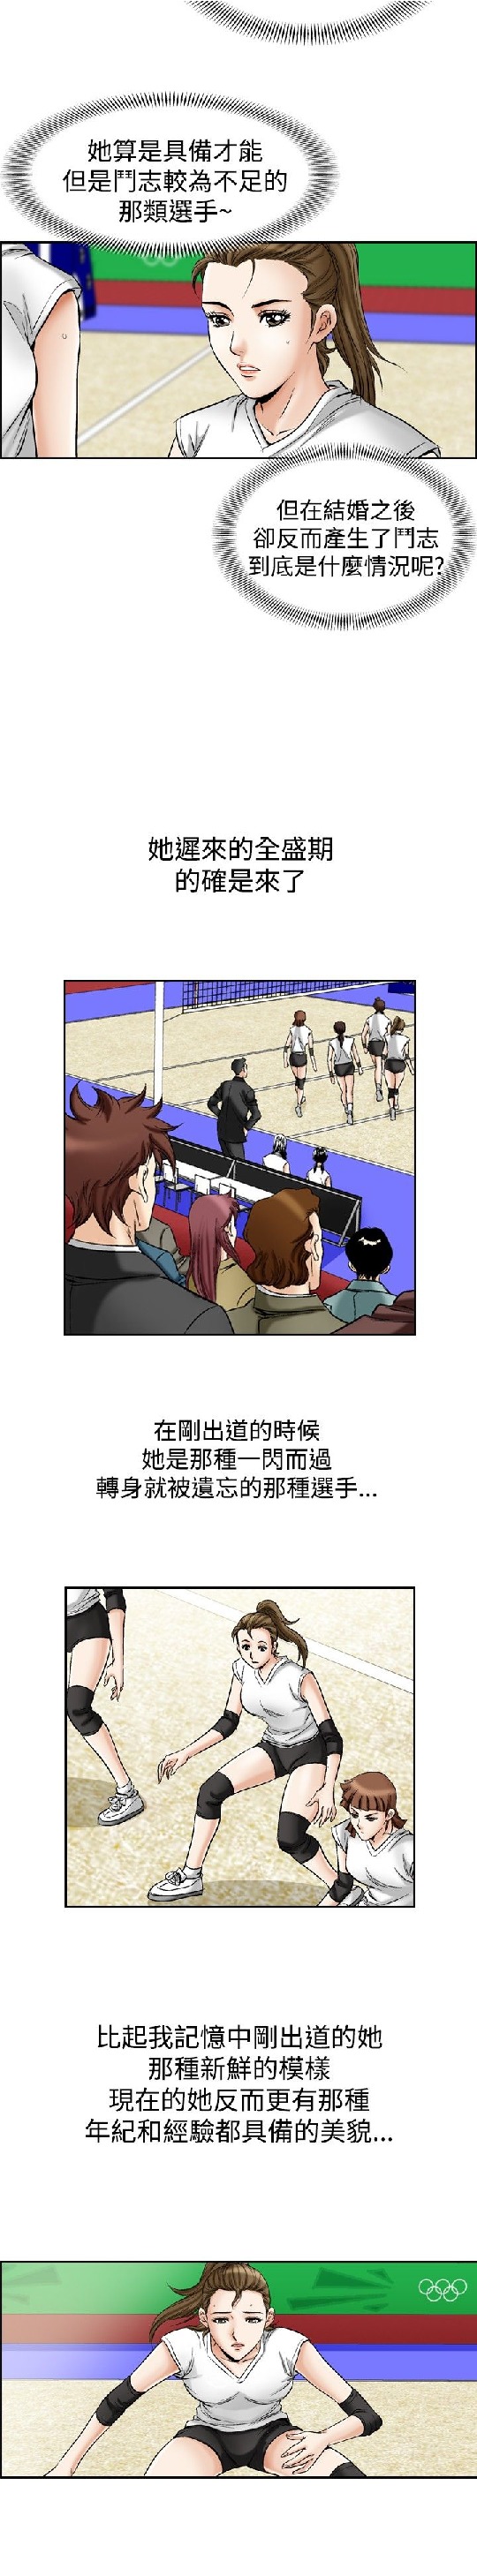 她算是具備才能
但是鬥志較為不足的
那類選手~
但在結婚之後
卻反而產生了鬥志
到底是什麼情況呢?
她遲來的全盛期
的確是來了
在剛出道的時候
她是那種一閃而過
轉身就被遺忘的那種選手...
比起我記憶中剛出道的她
那種新鮮的模樣
現在的她反而更有那種
年紀和經驗都具備的美貌...